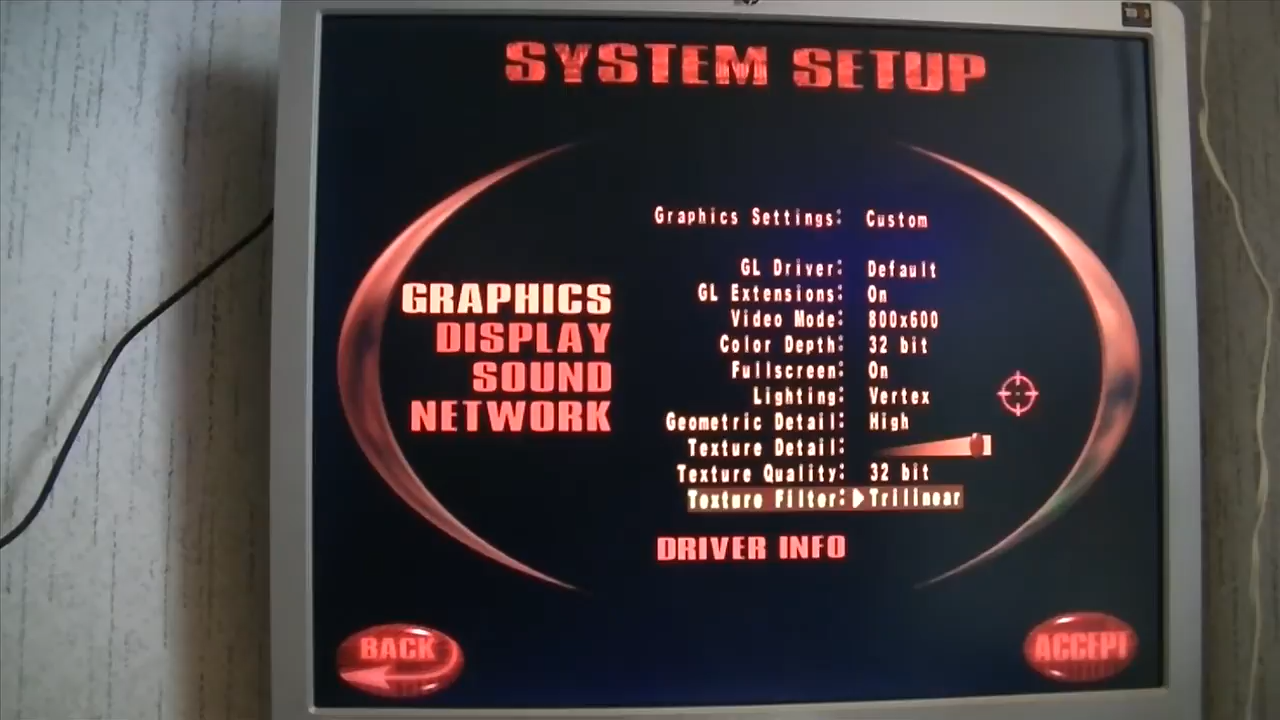 SYSTEM SETUP
Graphics Settings: Custom
GL Driver: Default
GL Extensions: On
Video Mode: 800x600
Color Depth: 32 bit
Fullscreen: On
Lighting: Vertex
Geometric Detail: High
Texture Detail:
Texture Quality: 32 bit
Texture Filter: Trilinear
GRAPHICS
DISPLAY
SOUND
NETWORK
DRIVER INFO
BACK
ACCEPT